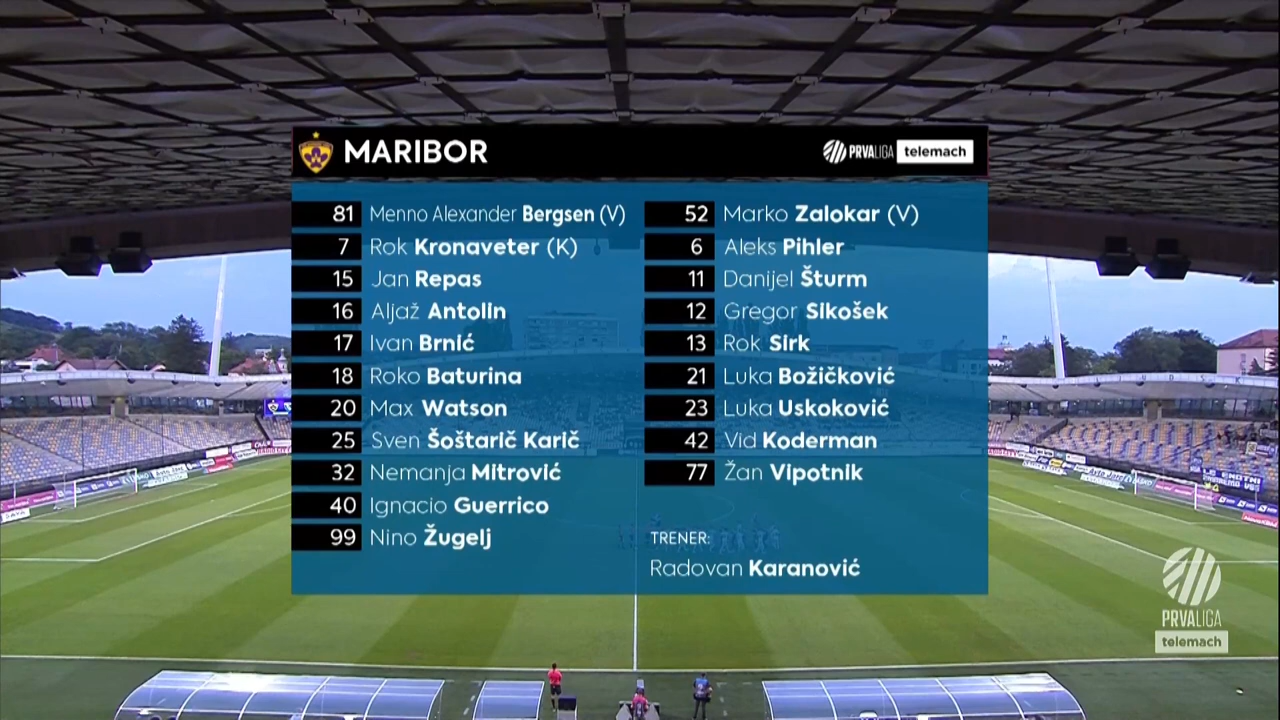 MARIBOR
PRVALIGA telemach
81 Menno Alexander Bergsen (V)
7 Rok Kronaveter (K)
15 Jan Repas
16 Aljaž Antolin
17 Ivan Brnić
18 Roko Baturina
20 Max Watson
25 Sven Šoštarič Karič
32 Nemanja Mitrović
40 Ignacio Guerrico
99 Nino Žugelj
52 Marko Zalokar (V)
6 Aleks Pihler
11 Danijel Šturm
12 Gregor Sikošek
13 Rok Sirk
21 Luka Božičković
23 Luka Uskoković
42 Vid Koderman
77 Žan Vipotnik
TRENER:
Radovan Karanović
PRVALIGA
telemach